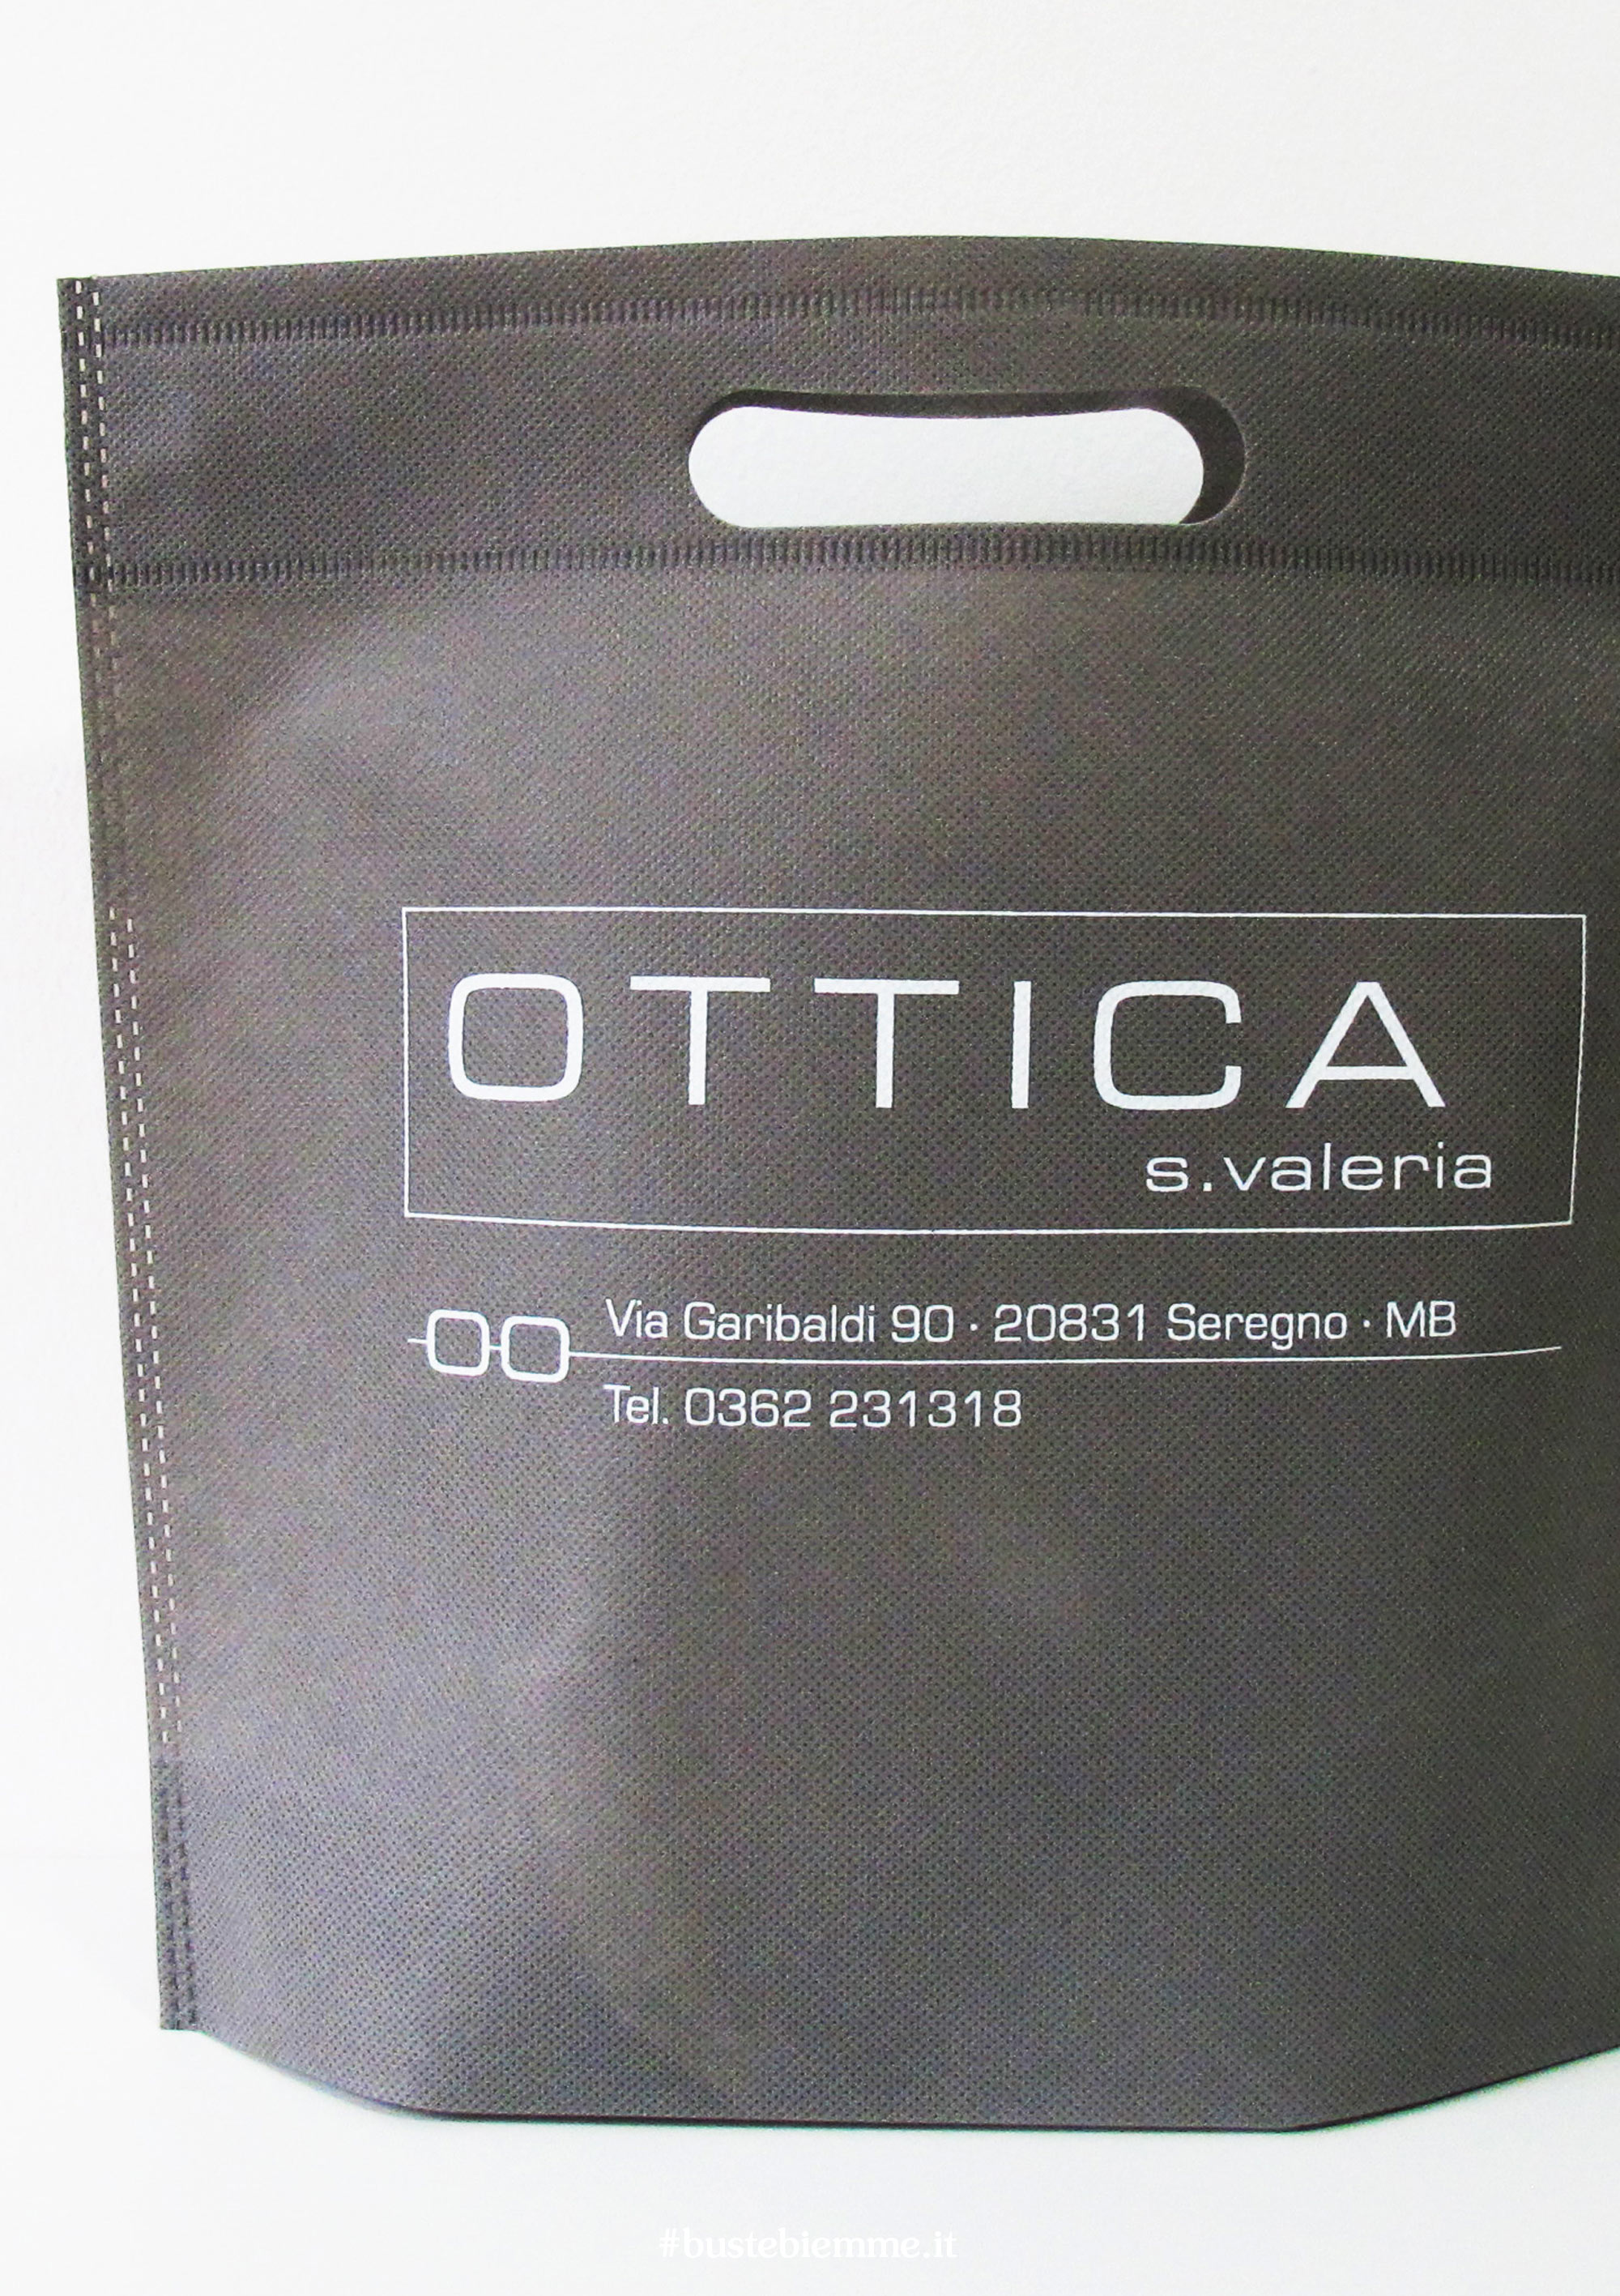 OTTICA
s.valeria
Via Garibaldi 90 · 20831 Seregno · MB
Tel. 0362 231318
#bustebiemme.it